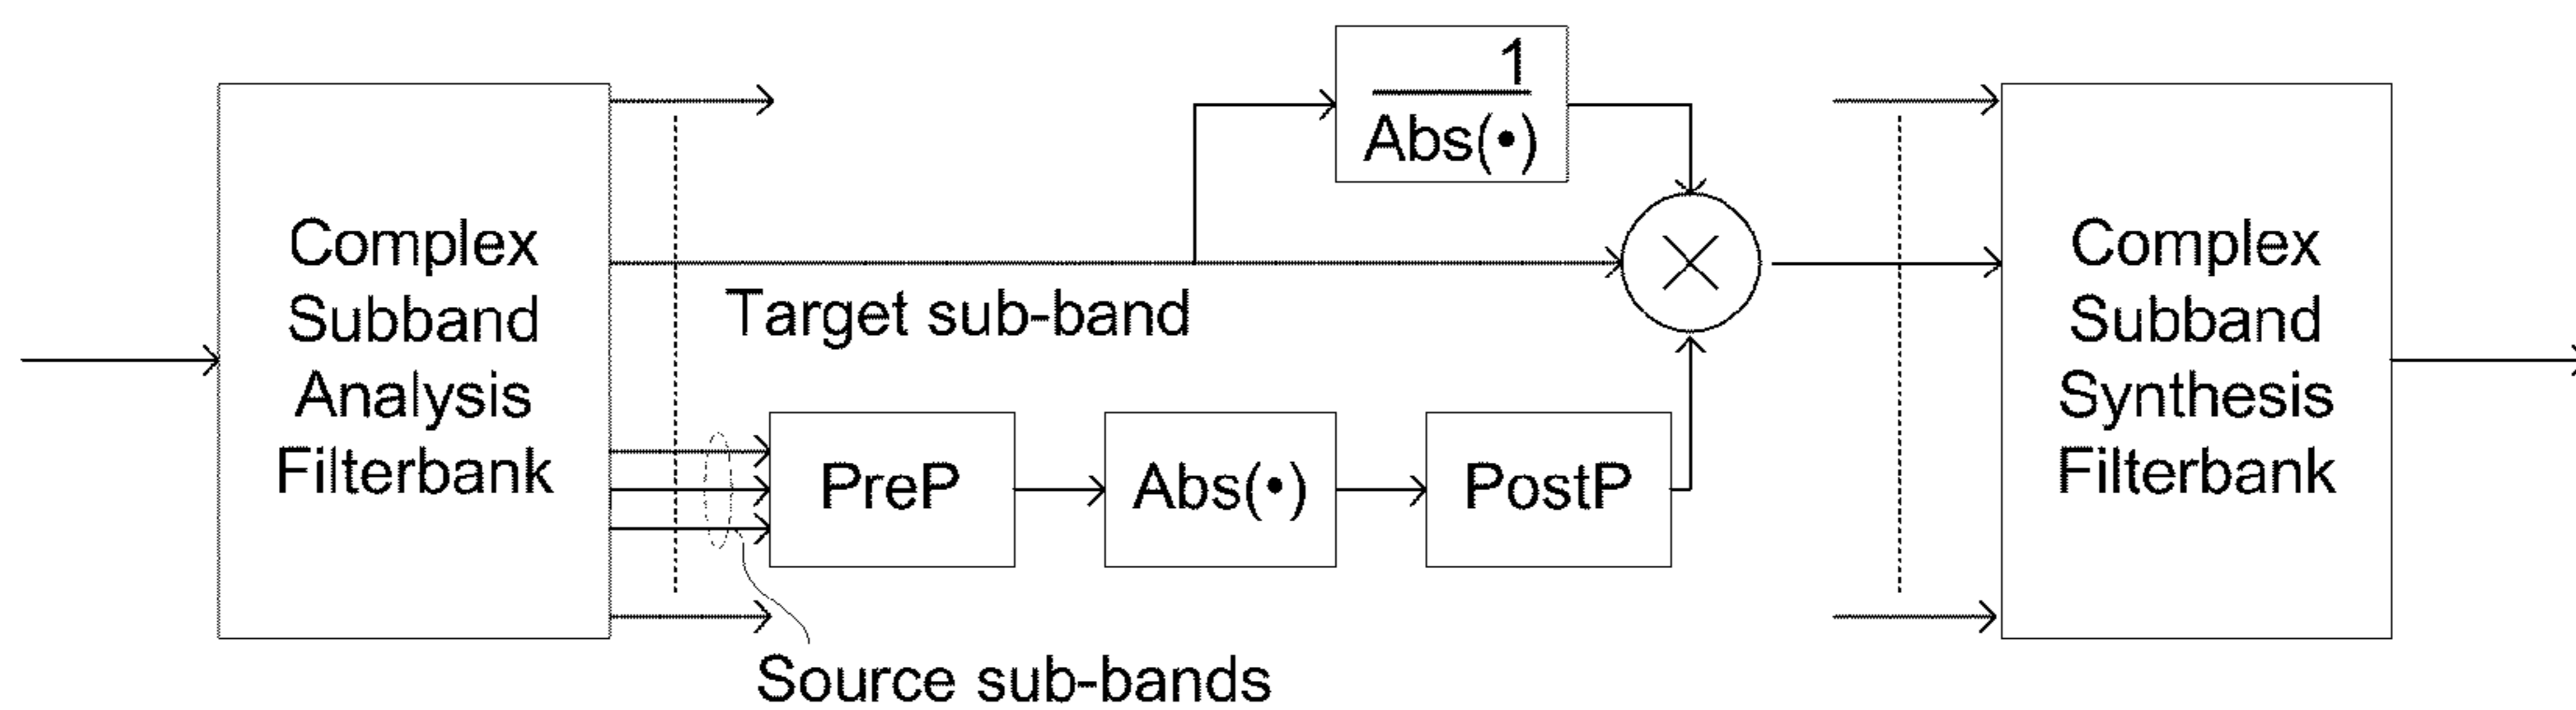 Complex
Subband
Analysis
Filterbank
1
Abs(•)
Target sub-band
PreP
Abs(•)
PostP
Source sub-bands
Complex
Subband
Synthesis
Filterbank